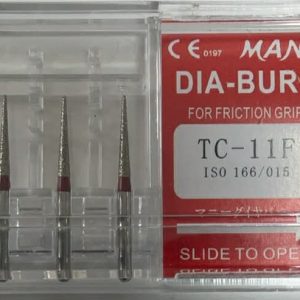 CE 0197 MAN
DIA-BUR
FOR FRICTION GRIP
TC-11F
ISO 166/015
SLIDE TO OPE